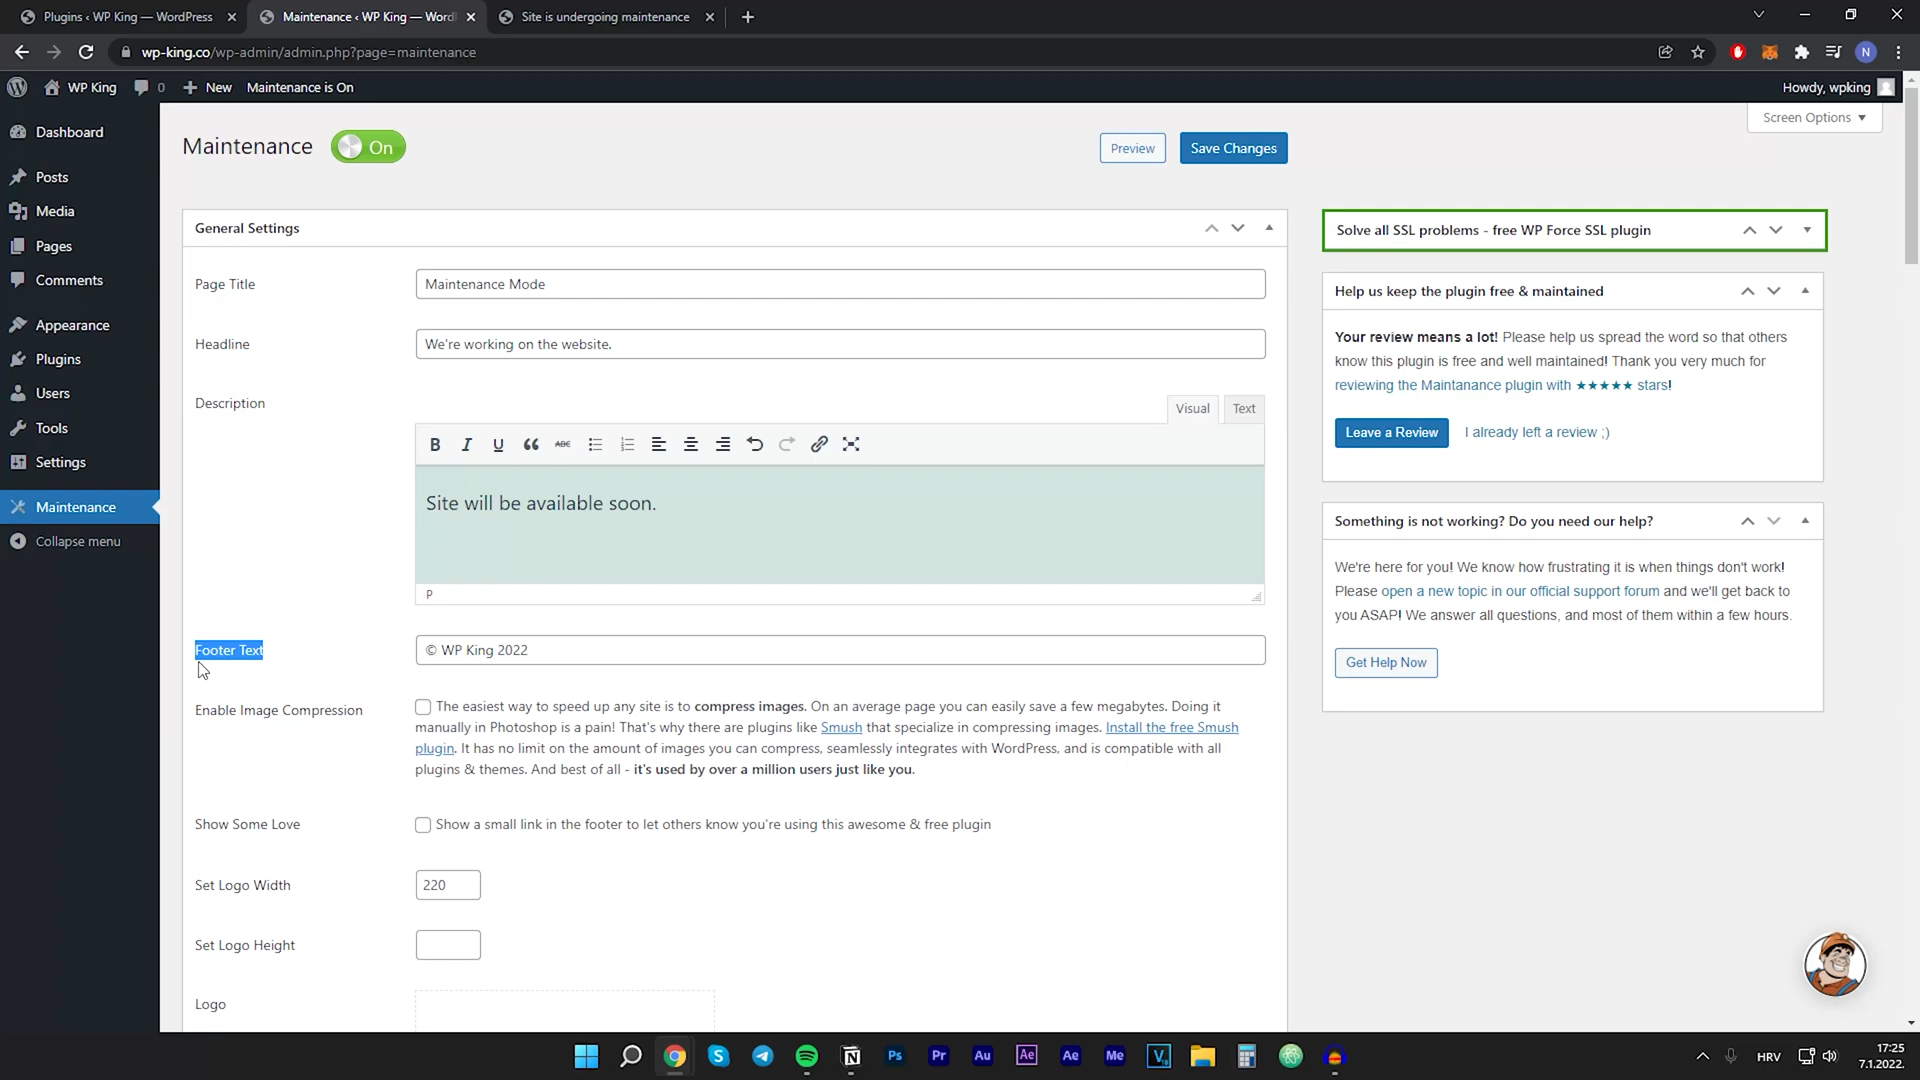 Plugins ‹ WP King — WordPress
Maintenance ‹ WP King — Word
Site is undergoing maintenance
wp-king.co/wp-admin/admin.php?page=maintenance
N
WP King
0
New
Maintenance is On
Howdy, wpking
Dashboard
Posts
Media
Pages
Comments
Appearance
Plugins
Users
Tools
Settings
Maintenance
Collapse menu
Screen Options
Maintenance
On
Preview
Save Changes
General Settings
Page Title
Maintenance Mode
Headline
We're working on the website.
Description
Visual
Text
B I U ABC
Site will be available soon.
P
Footer Text
© WP King 2022
Enable Image Compression
The easiest way to speed up any site is to compress images. On an average page you can easily save a few megabytes. Doing it
manually in Photoshop is a pain! That's why there are plugins like Smush that specialize in compressing images. Install the free Smush
plugin. It has no limit on the amount of images you can compress, seamlessly integrates with WordPress, and is compatible with all
plugins & themes. And best of all - it's used by over a million users just like you.
Show Some Love
Show a small link in the footer to let others know you're using this awesome & free plugin
Set Logo Width
220
Set Logo Height
Logo
Solve all SSL problems - free WP Force SSL plugin
Help us keep the plugin free & maintained
Your review means a lot! Please help us spread the word so that others
know this plugin is free and well maintained! Thank you very much for
reviewing the Maintanance plugin with ★★★★★ stars!
Leave a Review
I already left a review ;)
Something is not working? Do you need our help?
We're here for you! We know how frustrating it is when things don't work!
Please open a new topic in our official support forum and we'll get back to
you ASAP! We answer all questions, and most of them within a few hours.
Get Help Now
Ps
Pr
Au
Ae
Ae
Me
HRV
17:25
7.1.2022.